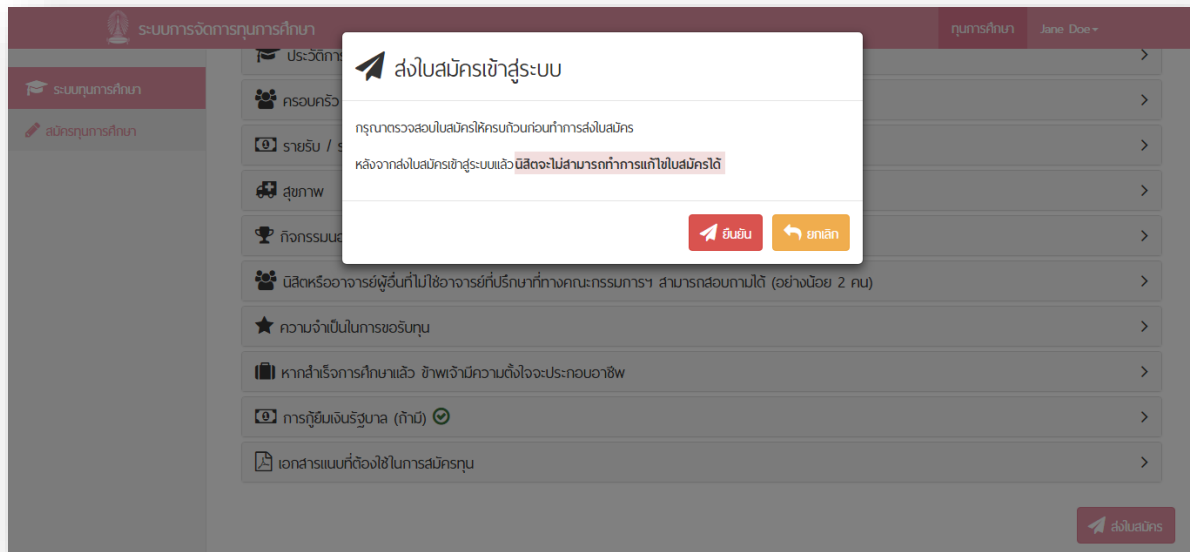 ระบบการจัดการทุนการศึกษา
ทุนการศึกษา
Jane Doe
ระบบทุนการศึกษา
สมัครทุนการศึกษา
ส่งใบสมัครเข้าสู่ระบบ
กรุณาตรวจสอบใบสมัครให้ครบถ้วนก่อนทำการส่งใบสมัคร
หลังจากส่งใบสมัครเข้าสู่ระบบแล้วนิสิตจะไม่สามารถทำการแก้ไขใบสมัครได้
ยืนยัน
ยกเลิก
ครอบครัว
รายรับ /
สุขภาพ
นิสิตหรืออาจารย์ผู้อื่นที่ไม่ใช่อาจารย์ที่ปรึกษาที่ทางคณะกรรมการฯ สามารถสอบถามได้ (อย่างน้อย 2 คน)
ความจำเป็นในการขอรับทุน
หากสำเร็จการศึกษาแล้ว ข้าพเจ้ามีความตั้งใจจะประกอบอาชีพ
การกู้ยืมเงินรัฐบาล (ถ้ามี)
เอกสารแนบที่ต้องใช้ในการสมัครทุน
ส่งใบสมัคร